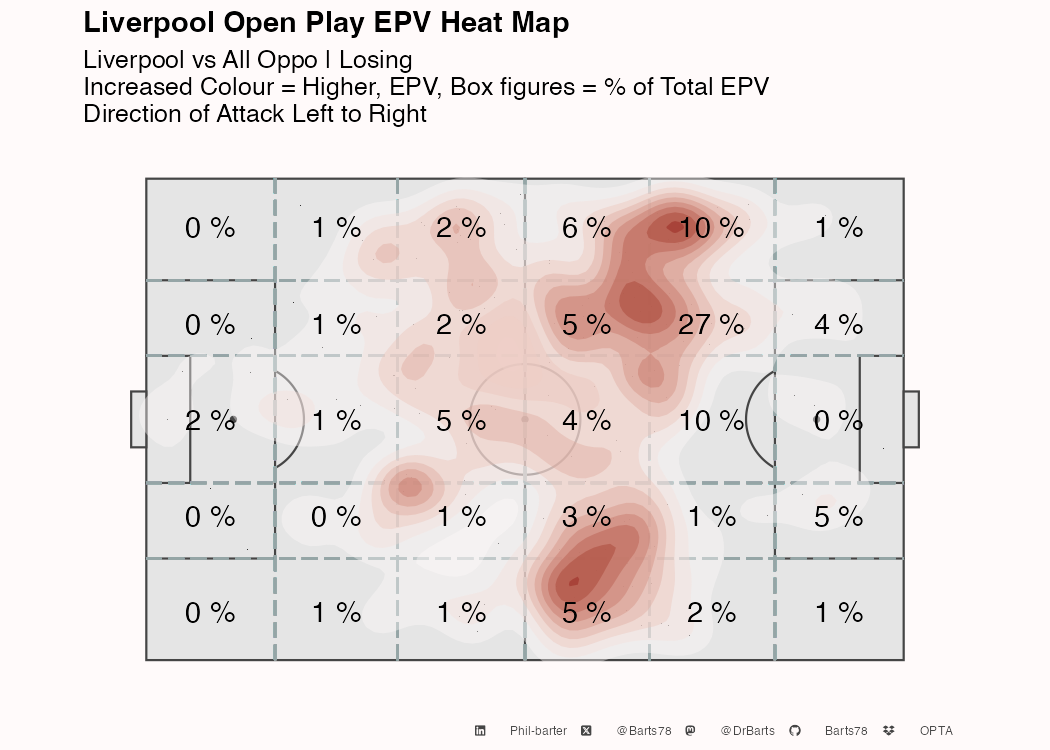 Liverpool Open Play EPV Heat Map
Liverpool vs All Oppo | Losing
Increased Colour = Higher, EPV, Box figures = % of Total EPV
Direction of Attack Left to Right
0 % 1 % 2 % 6 % 10 % 1 %
0 % 1 % 2 % 5 % 27 % 4 %
2 % 1 % 5 % 4 % 10 % 0 %
0 % 0 % 1 % 3 % 1 % 5 %
0 % 1 % 1 % 5 % 2 % 1 %
Phil-barter @Barts78 @DrBarts Barts78 OPTA